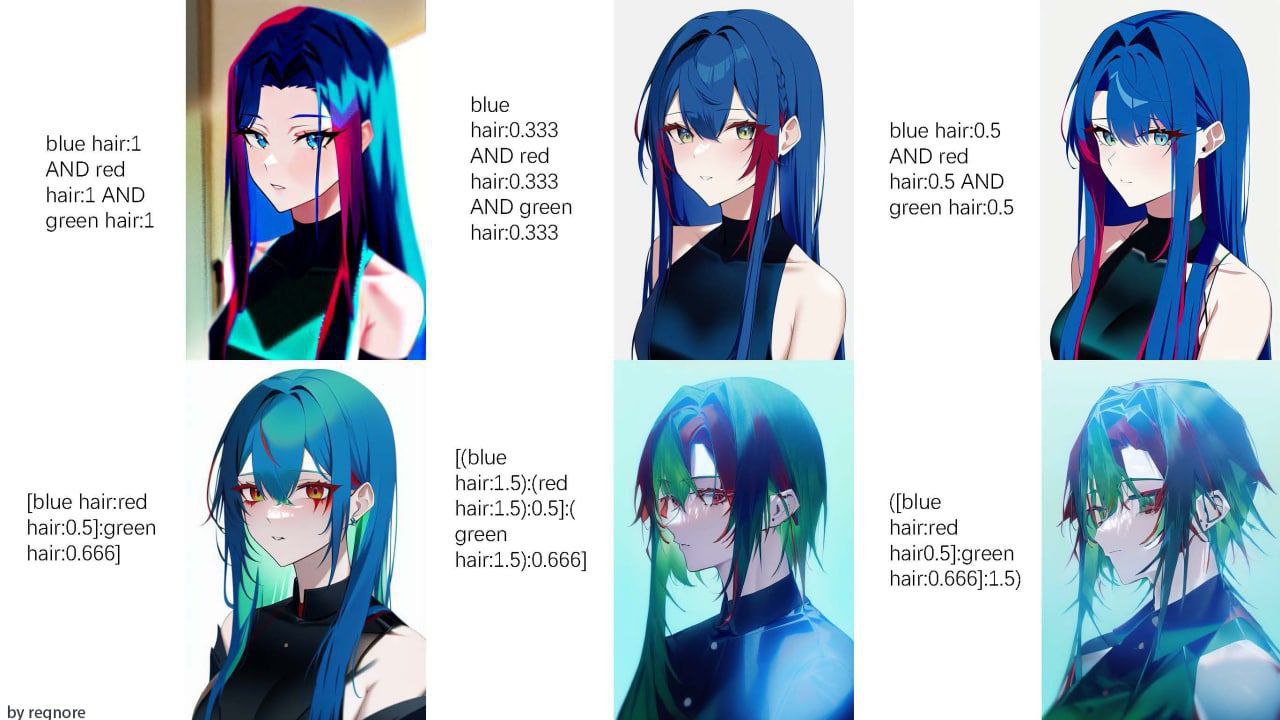 blue hair:1
AND red
hair:1 AND
green hair:1
blue
hair:0.333
AND red
hair:0.333
AND green
hair:0.333
blue hair:0.5
AND red
hair:0.5 AND
green hair:0.5
[blue hair:red
hair:0.5]:green
hair:0.666]
[(blue
hair:1.5):(red
hair:1.5):0.5]:(
green
hair:1.5):0.666]
([blue
hair:red
hair0.5]:green
hair:0.666]:1.5)
by reqnore